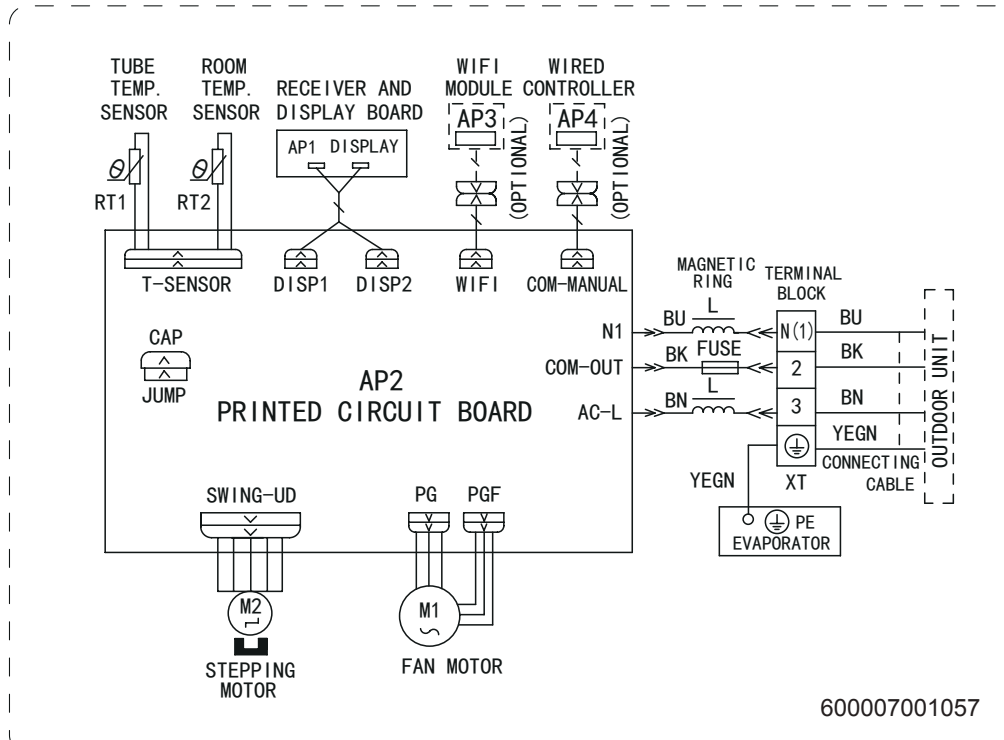 TUBE
TEMP.
SENSOR
ROOM
TEMP.
SENSOR
RECEIVER AND
DISPLAY BOARD
WIFI
MODULE
WIRED
CONTROLLER
AP1 DISPLAY
AP3
(OPTIONAL)
AP4
(OPTIONAL)
θ
RT1
θ
RT2
T-SENSOR
DISP1
DISP2
WIFI
COM-MANUAL
MAGNETIC
RING
TERMINAL
BLOCK
CAP
JUMP
AP2
PRINTED CIRCUIT BOARD
N1
BU
L
N(1)
BU
COM-OUT
BK
FUSE
2
BK
AC-L
BN
L
3
BN
YEGN
OUTDOOR UNIT
CONNECTING
CABLE
XT
YEGN
PE
EVAPORATOR
SWING-UD
PG
PGF
M2
STEPPING
MOTOR
M1
FAN MOTOR
600007001057